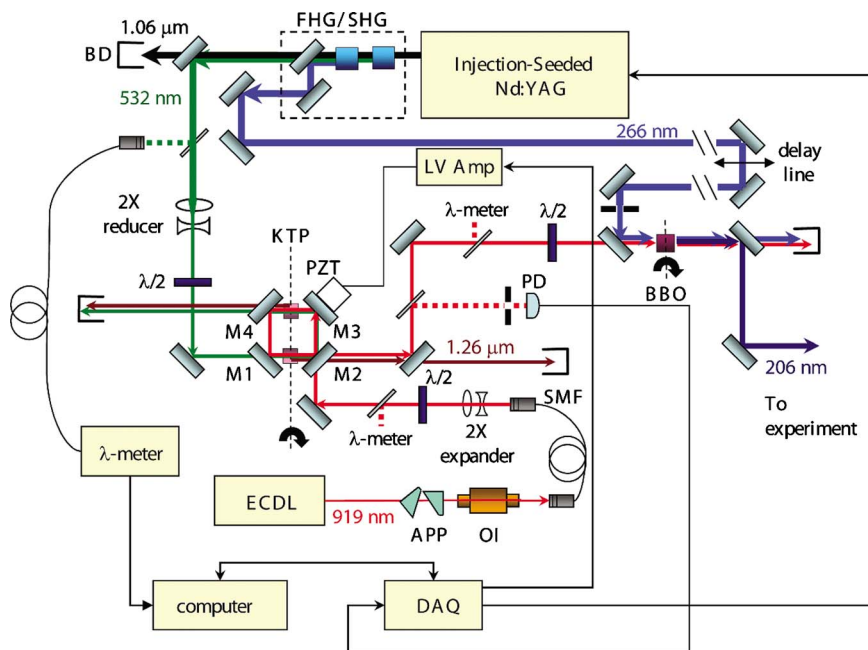 1.06 μm
FHG/SHG
BD
Injection-Seeded
Nd:YAG
532 nm
266 nm
delay
line
LV Amp
2X
reducer
λ-meter
λ/2
KTP
PZT
λ/2
PD
BBO
M4
M3
M1
M2
1.26 μm
206 nm
λ/2
SMF
λ-meter
2X
expander
To
experiment
λ-meter
ECDL
919 nm
APP
OI
computer
DAQ